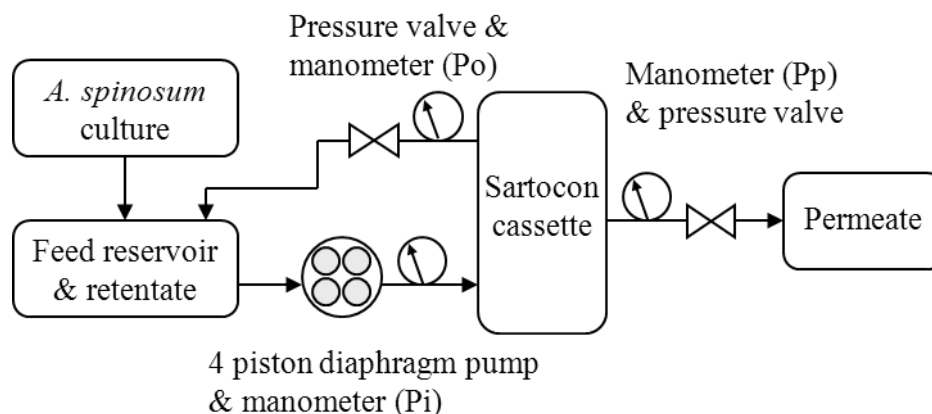 Pressure valve &
manometer (Po)
Manometer (Pp)
& pressure valve
A. spinosum
culture
Sartocon
cassette
Feed reservoir
& retentate
Permeate
4 piston diaphragm pump
& manometer (Pi)